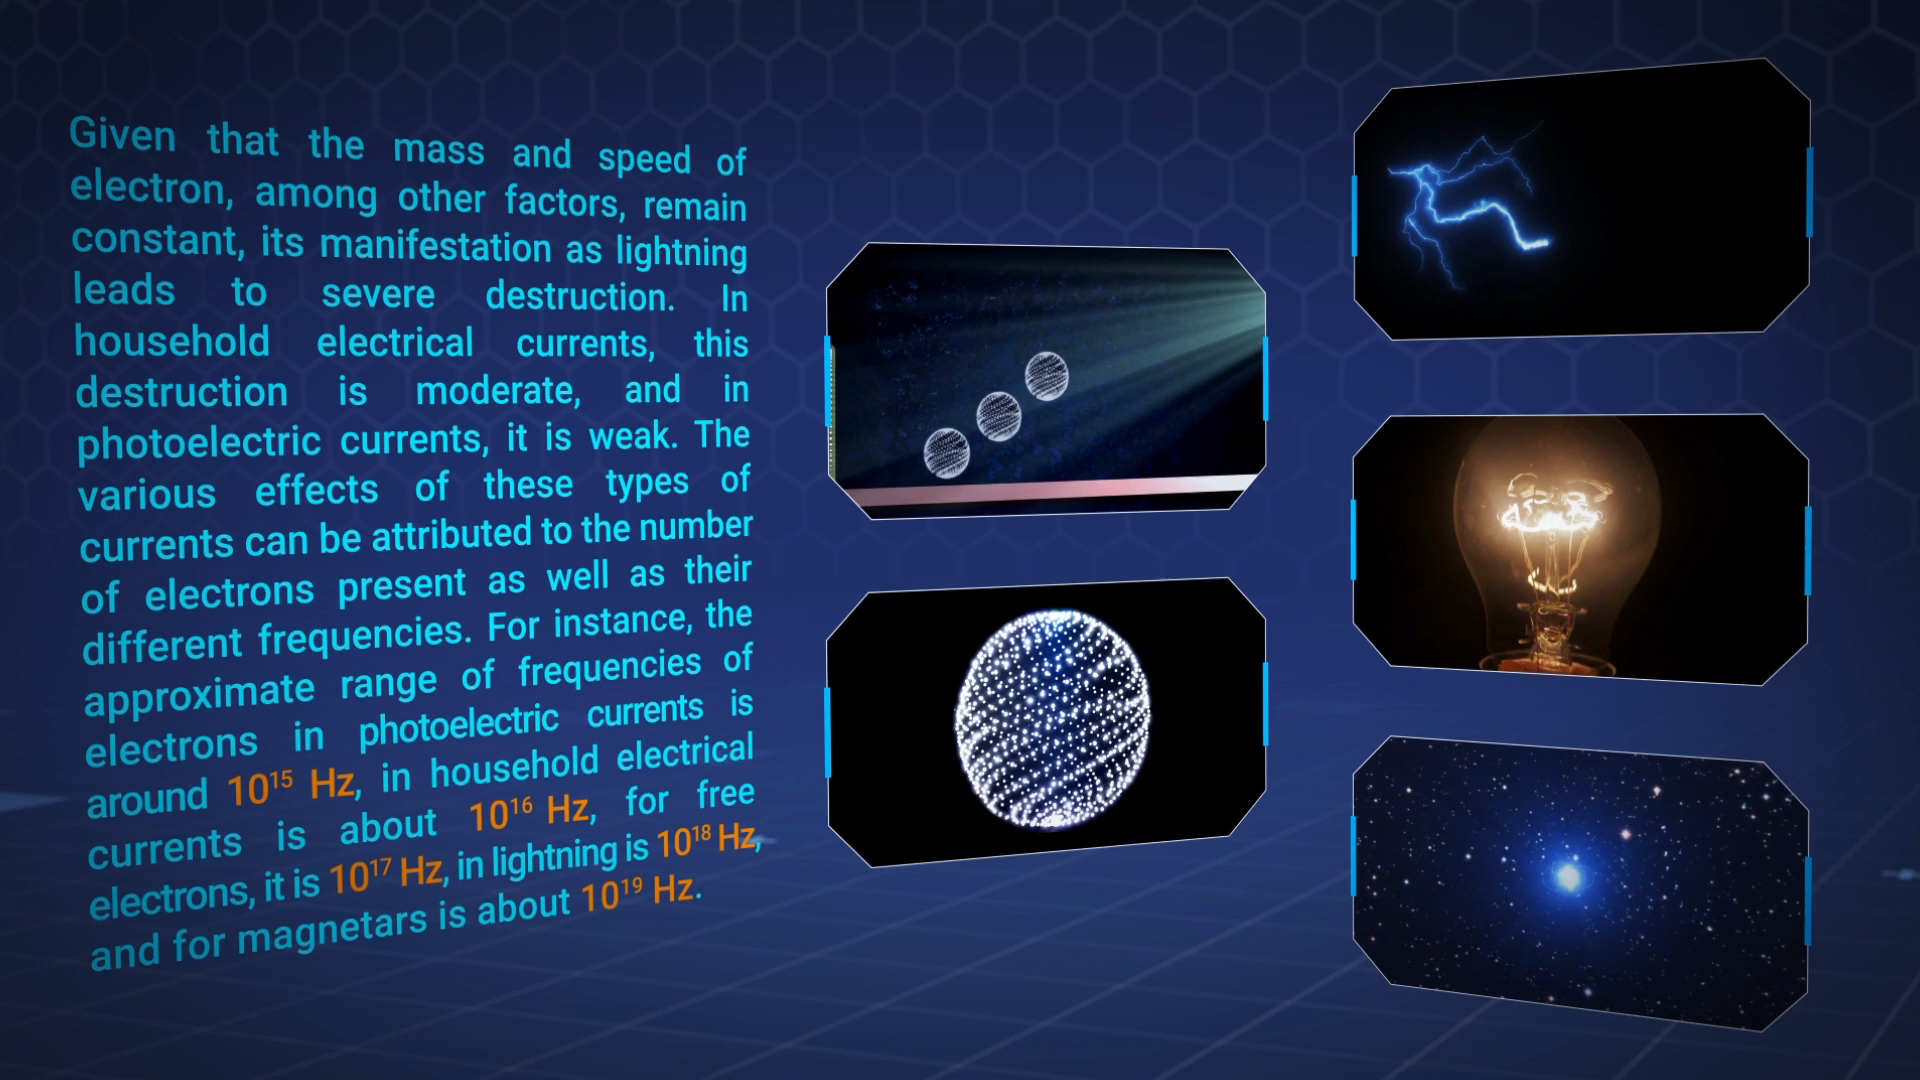 Given that the mass and speed of
electron, among other factors, remain
constant, its manifestation as lightning
leads to severe destruction. In
household electrical currents, this
destruction is moderate, and in
photoelectric currents, it is weak. The
various effects of these types of
currents can be attributed to the number
of electrons present as well as their
different frequencies. For instance, the
approximate range of frequencies of
electrons in photoelectric currents is
around 10¹⁵ Hz, in household electrical
currents is about 10¹⁶ Hz, for free
electrons, it is 10¹⁷ Hz, in lightning is 10¹⁸ Hz,
and for magnetars is about 10¹⁹ Hz.